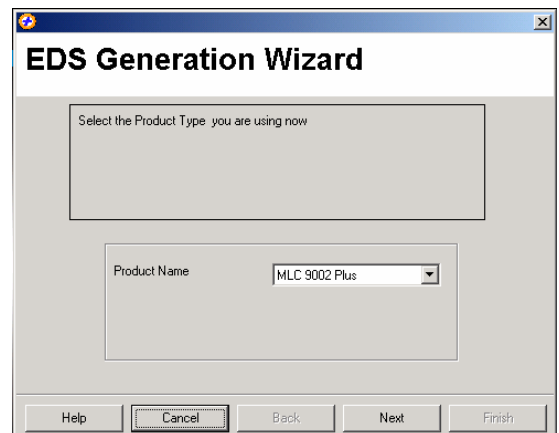 EDS Generation Wizard
Select the Product Type  you are using now
Product Name
MLC 9002 Plus
Help
Cancel
Back
Next
Finish